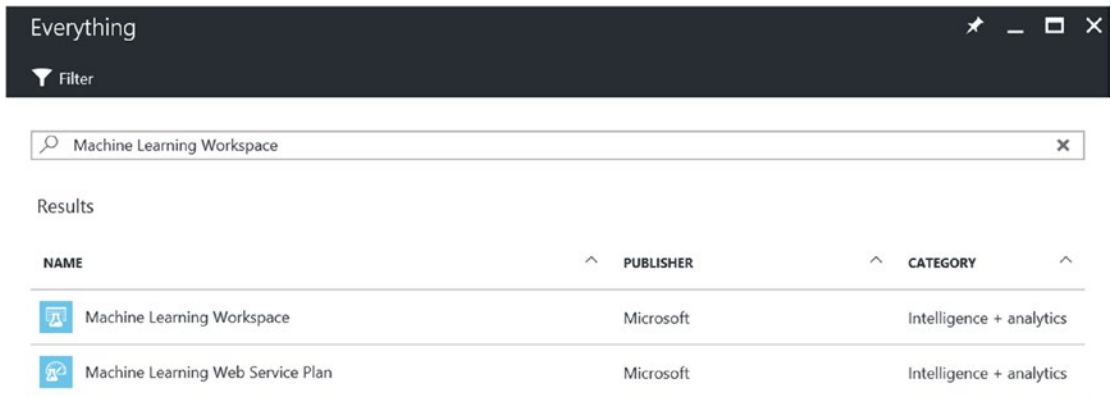 Everything
Filter
Machine Learning Workspace
Results
NAME PUBLISHER CATEGORY
Machine Learning Workspace Microsoft Intelligence + analytics
Machine Learning Web Service Plan Microsoft Intelligence + analytics